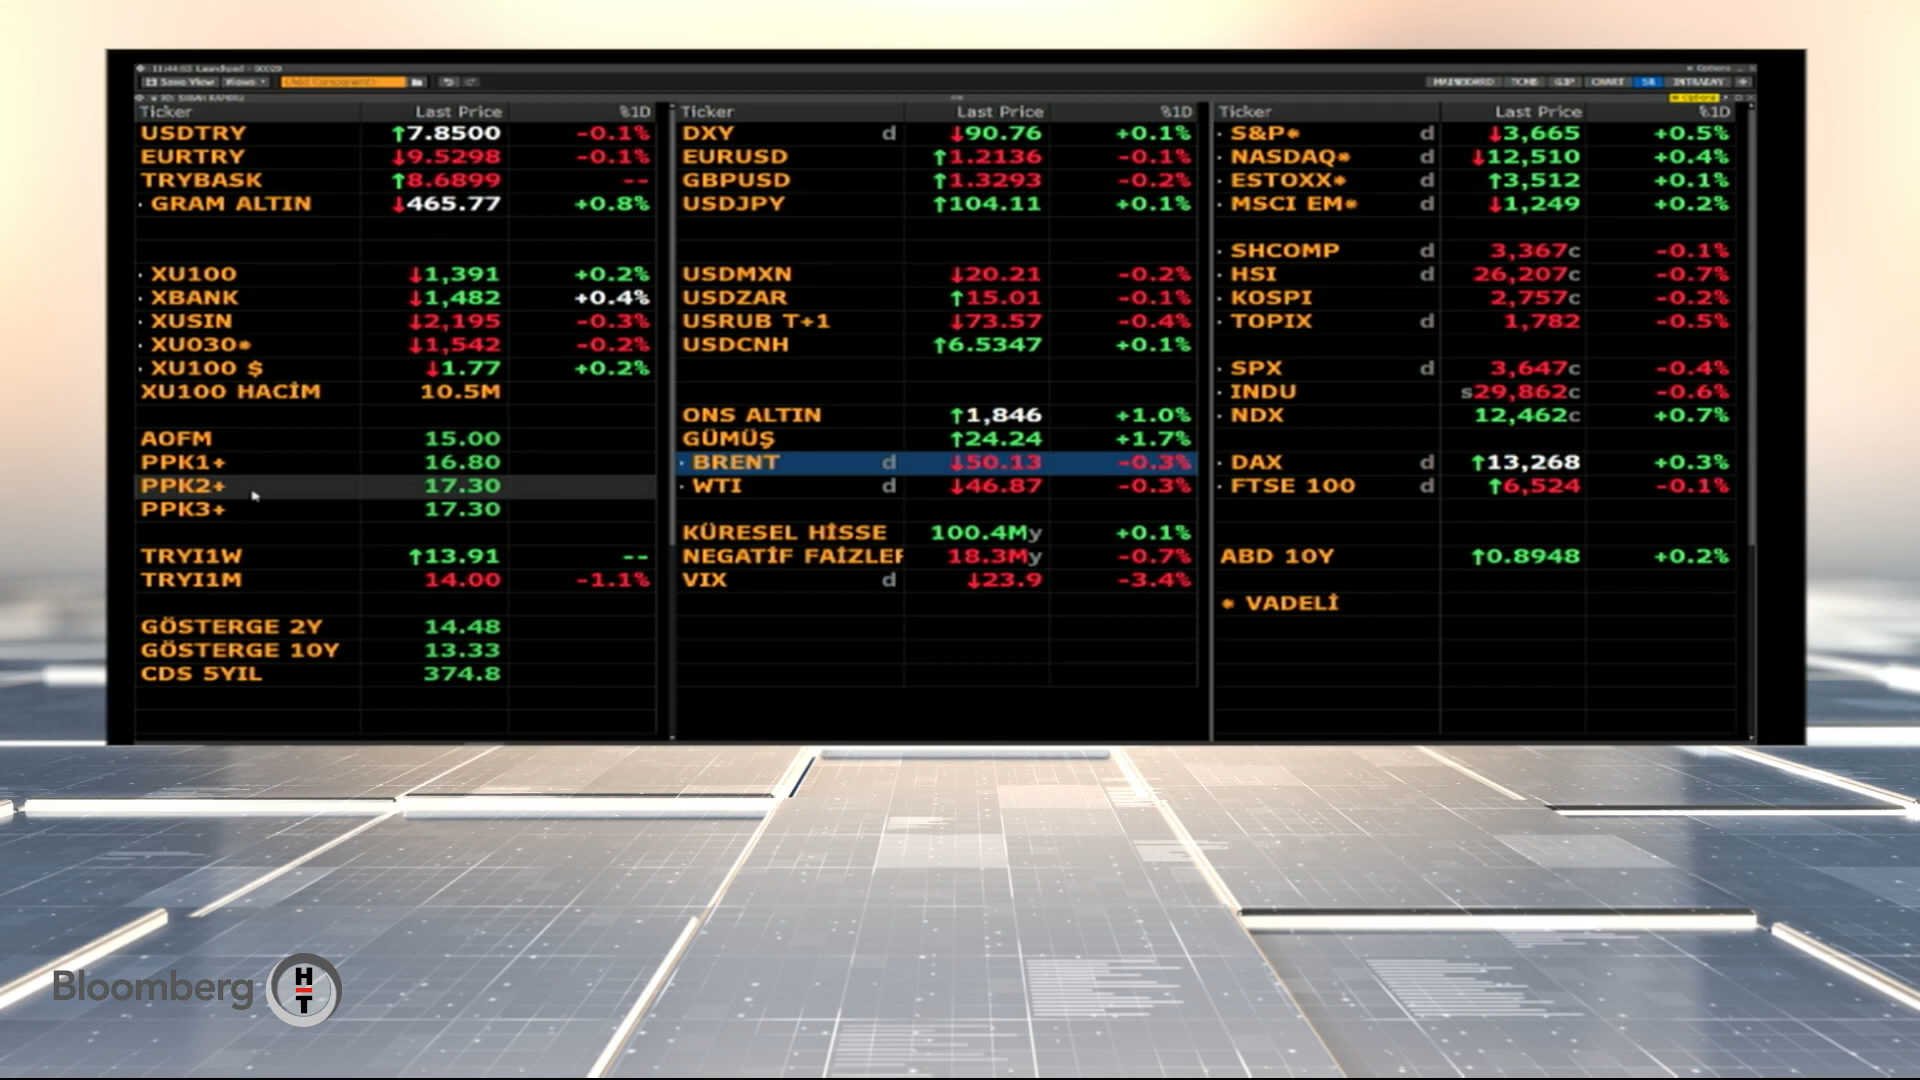 Save View
MAINBOARD TCMB GIP CHART SR INTRADAY +
Ticker Last Price %1D
USDTRY ↑7.8500 -0.1%
EURTRY ↓9.5298 -0.1%
TRYBASK ↑8.6899 --
GRAM ALTIN ↓465.77 +0.8%
XU100 ↓1,391 +0.2%
XBANK ↓1,482 +0.4%
XUSIN ↓2,195 -0.3%
XU030* ↓1,542 -0.2%
XU100 $ ↓1.77 +0.2%
XU100 HACİM 10.5M
AOFM 15.00
PPK1+ 16.80
PPK2+ 17.30
PPK3+ 17.30
TRYI1W ↑13.91 --
TRYI1M 14.00 -1.1%
GÖSTERGE 2Y 14.48
GÖSTERGE 10Y 13.33
CDS 5YIL 374.8
Ticker Last Price %1D
DXY d ↓90.76 +0.1%
EURUSD ↑1.2136 -0.1%
GBPUSD ↑1.3293 -0.2%
USDJPY ↑104.11 +0.1%
USDMXN ↓20.21 -0.2%
USDZAR ↑15.01 -0.1%
USRUB T+1 ↓73.57 -0.4%
USDCNH ↑6.5347 +0.1%
ONS ALTIN ↑1,846 +1.0%
GÜMÜŞ ↑24.24 +1.7%
BRENT d ↓50.13 -0.3%
WTI d ↓46.87 -0.3%
KÜRESEL HİSSE 100.4My +0.1%
NEGATİF FAİZLER 18.3My -0.7%
VIX d ↓23.9 -3.4%
Ticker Last Price %1D
S&P* d ↓3,665 +0.5%
NASDAQ* d ↓12,510 +0.4%
ESTOXX* d ↑3,512 +0.1%
MSCI EM* d ↓1,249 +0.2%
SHCOMP d 3,367c -0.1%
HSI d 26,207c -0.7%
KOSPI 2,757c -0.2%
TOPIX d 1,782 -0.5%
SPX d 3,647c -0.4%
INDU s29,862c -0.6%
NDX 12,462c +0.7%
DAX d ↑13,268 +0.3%
FTSE 100 d ↑6,524 -0.1%
ABD 10Y ↑0.8948 +0.2%
* VADELİ
Bloomberg HT